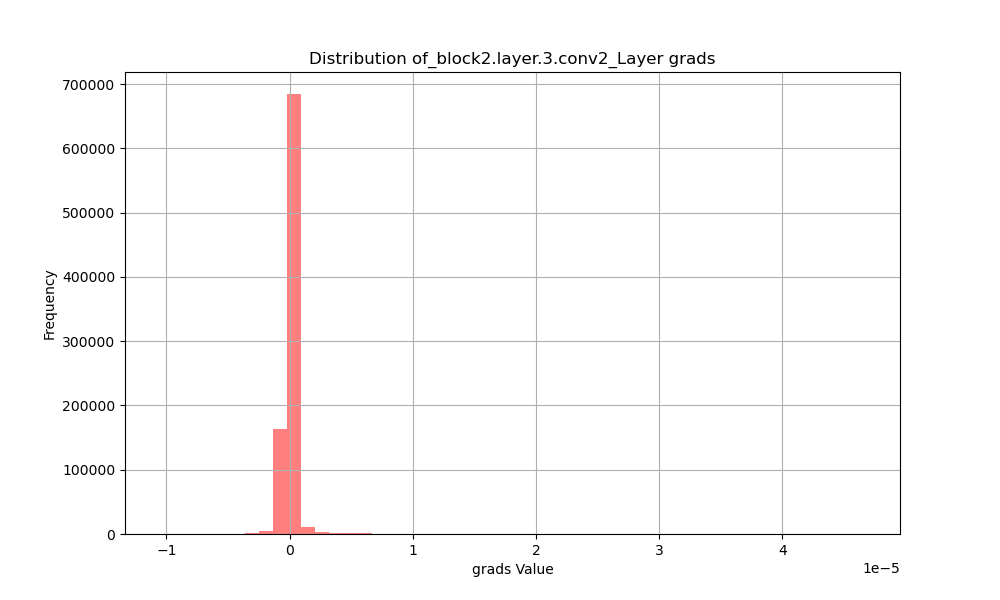 Distribution of_block2.layer.3.conv2_Layer grads
Frequency
700000
600000
500000
400000
300000
200000
100000
0
−1 0 1 2 3 4
1e−5
grads Value